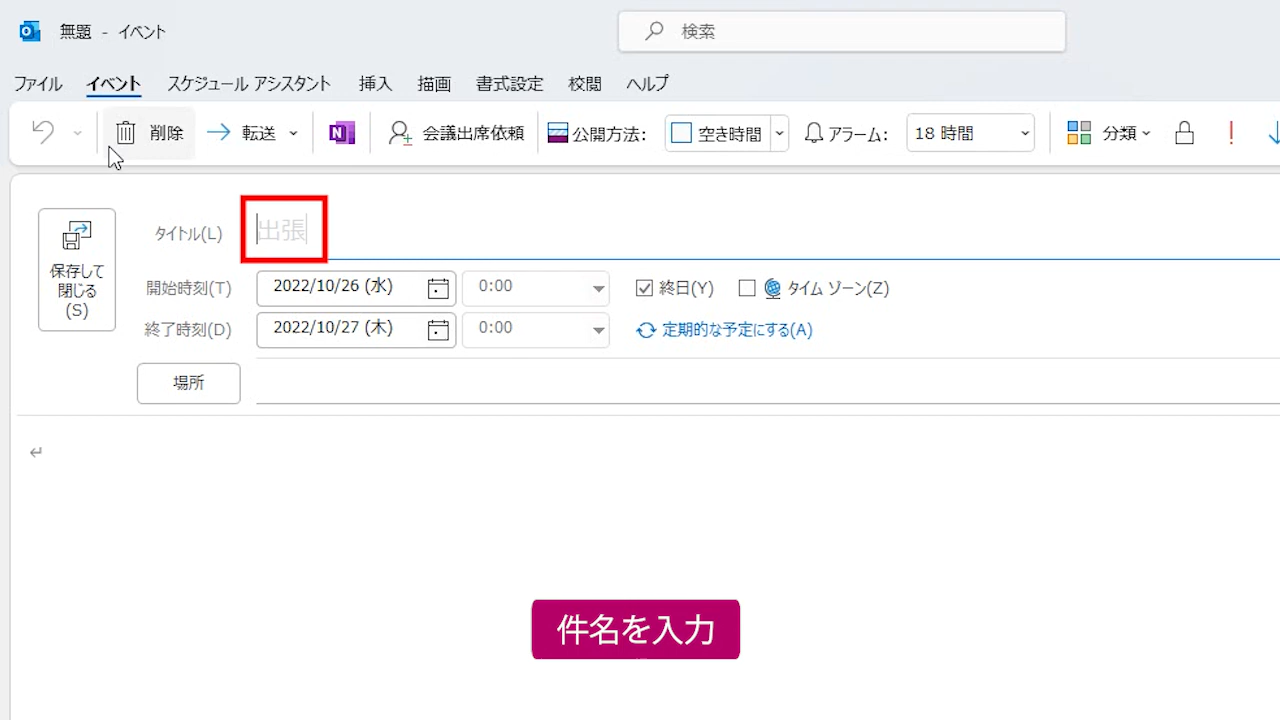 無題 - イベント
検索
ファイル イベント スケジュール アシスタント 挿入 描画 書式設定 校閲 ヘルプ
削除 転送 会議出席依頼 公開方法: 空き時間 アラーム: 18 時間 分類
保存して
閉じる
(S)
タイトル(L) 出張
開始時刻(T) 2022/10/26 (水) 0:00 終日(Y) タイム ゾーン(Z)
終了時刻(D) 2022/10/27 (木) 0:00 定期的な予定にする(A)
場所
件名を入力